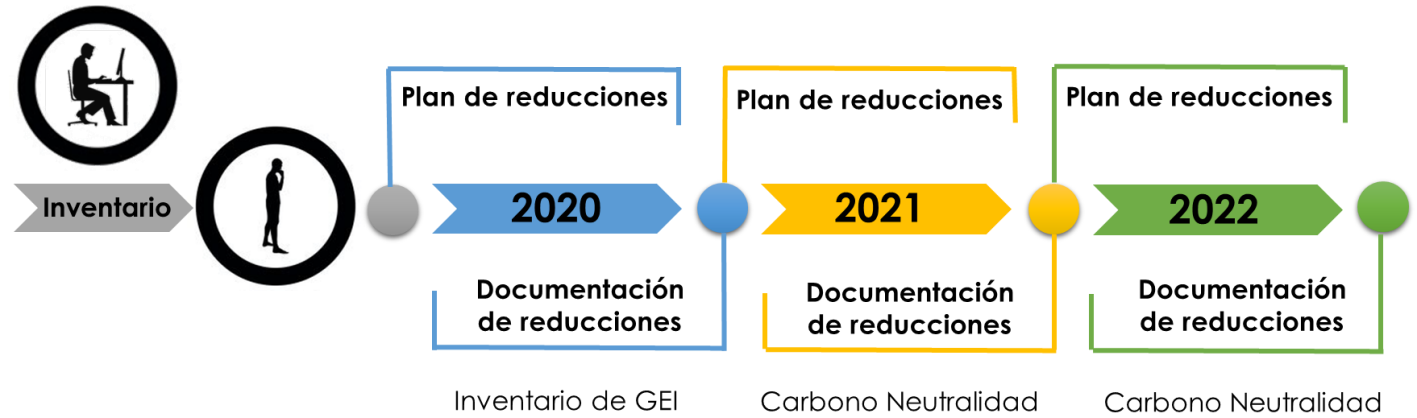 Inventario
Plan de reducciones
2020
Documentación
de reducciones
Inventario de GEI
Plan de reducciones
2021
Documentación
de reducciones
Carbono Neutralidad
Plan de reducciones
2022
Documentación
de reducciones
Carbono Neutralidad